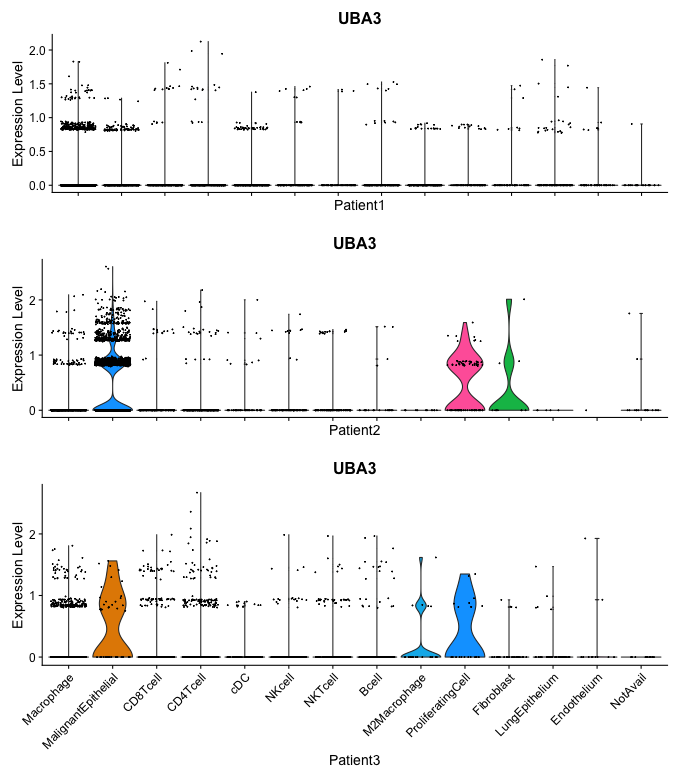 UBA3
Expression Level
2.0
1.5
1.0
0.5
0.0
Patient1
UBA3
Expression Level
2
1
0
Patient2
UBA3
Expression Level
2
1
0
Macrophage
MalignantEpithelial
CD8Tcell
CD4Tcell
cDC
NKcell
NKTcell
Bcell
M2Macrophage
ProliferatingCell
Fibroblast
LungEpithelium
Endothelium
NotAvail
Patient3